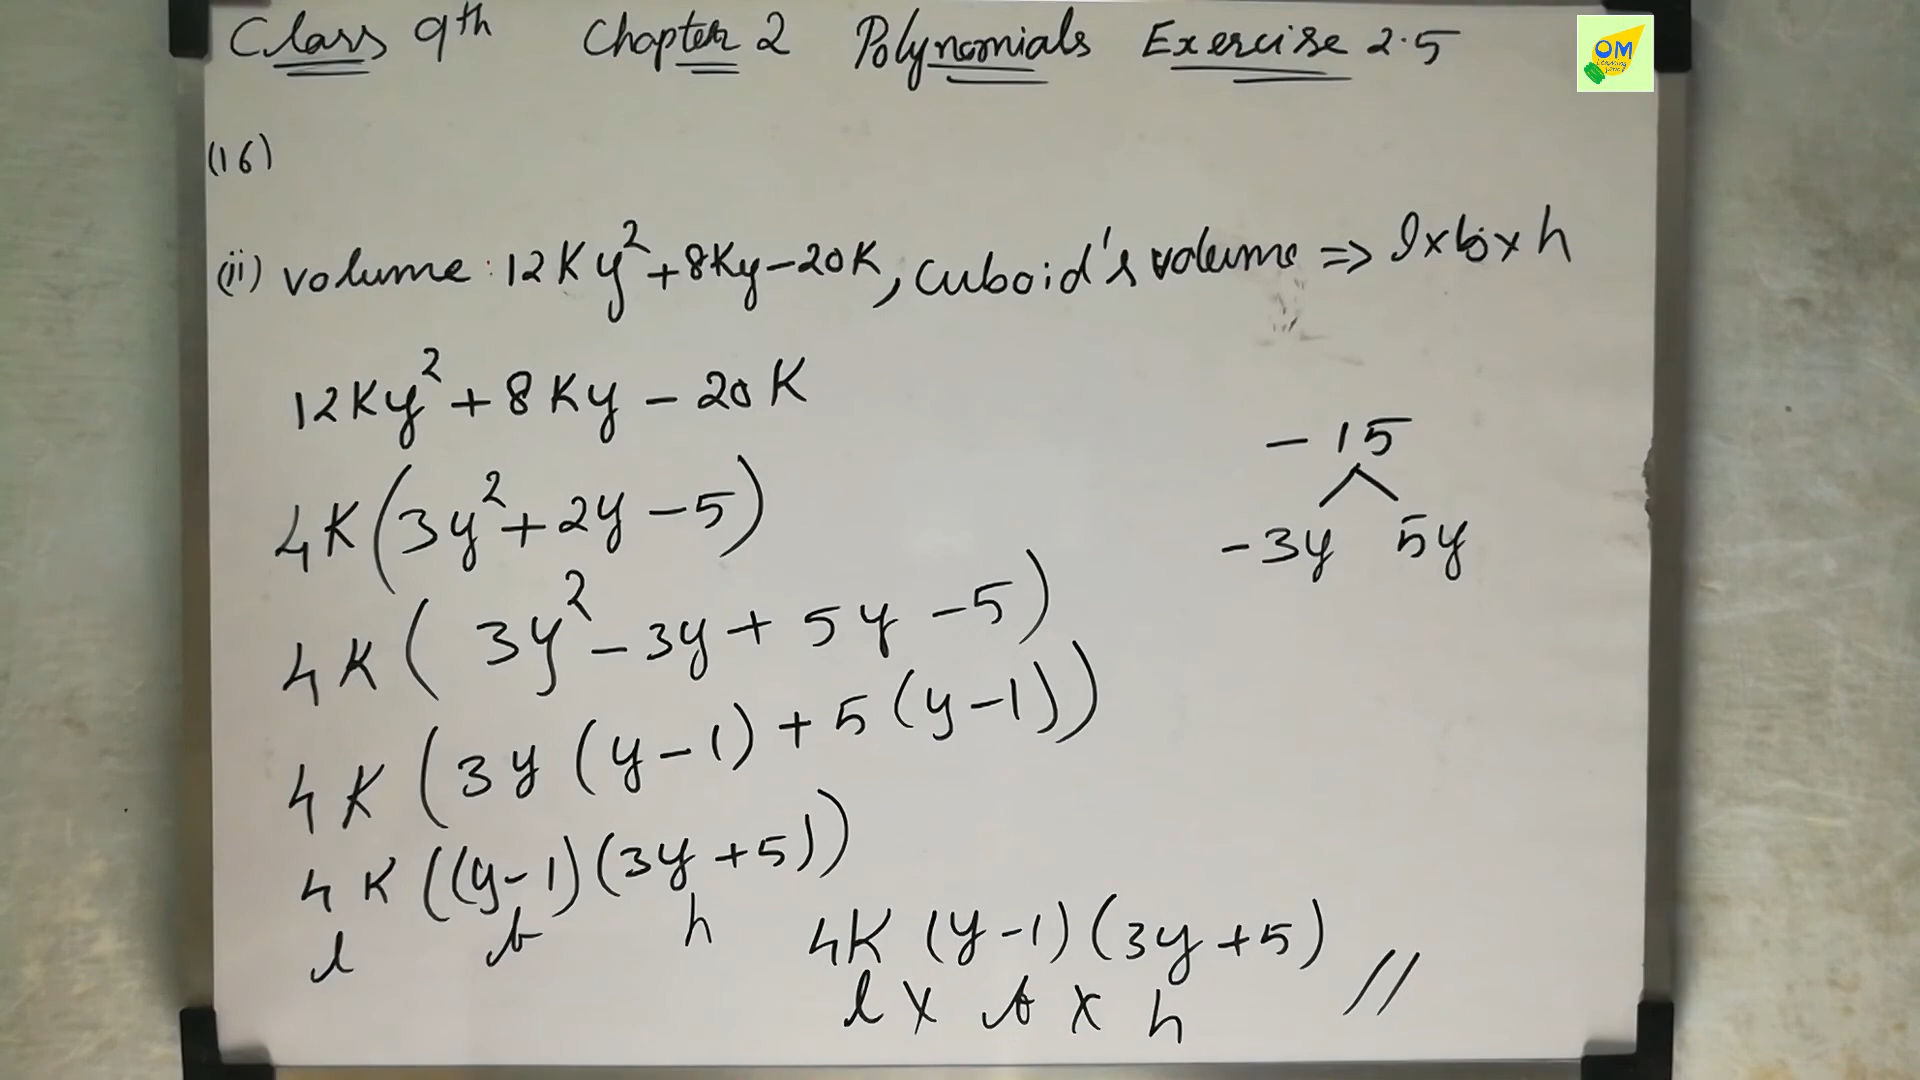 Class 9th Chapter 2 Polynomials Exercise 2.5
OM
Learning
(16)
(ii) volume: 12Ky²+8Ky-20K, cuboid's volume => l×b×h
12Ky²+8Ky-20K
-15
4K(3y²+2y-5)
-3y 5y
4K(3y²-3y+5y-5)
4K(3y(y-1)+5(y-1))
4K((y-1)(3y+5))
l b h
4K(y-1)(3y+5)//
l × b × h